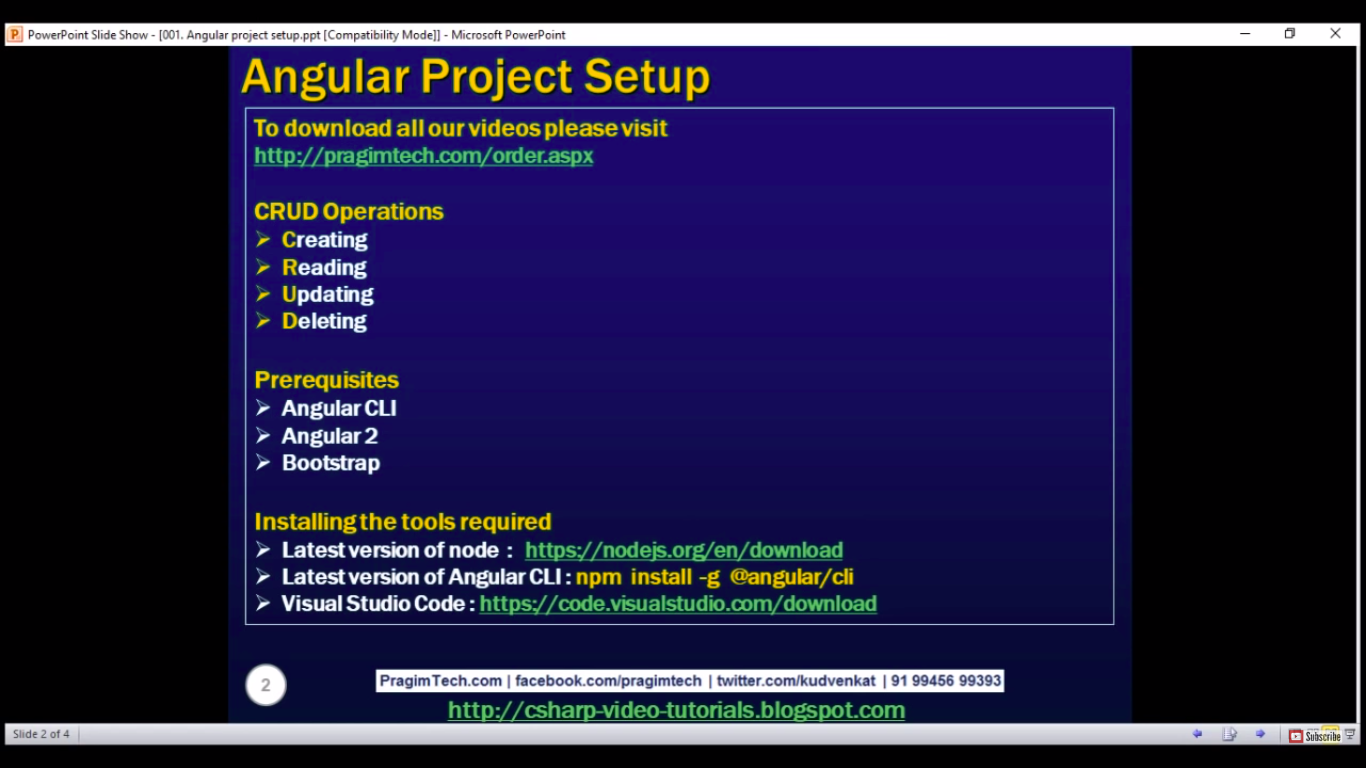 PowerPoint Slide Show - [001. Angular project setup.ppt [Compatibility Mode]] - Microsoft PowerPoint
Angular Project Setup
To download all our videos please visit
http://pragimtech.com/order.aspx
CRUD Operations
Creating
Reading
Updating
Deleting
Prerequisites
Angular CLI
Angular 2
Bootstrap
Installing the tools required
Latest version of node : https://nodejs.org/en/download
Latest version of Angular CLI : npm install -g @angular/cli
Visual Studio Code : https://code.visualstudio.com/download
2
PragimTech.com | facebook.com/pragimtech | twitter.com/kudvenkat | 91 99456 99393
http://csharp-video-tutorials.blogspot.com
Slide 2 of 4
Subscribe